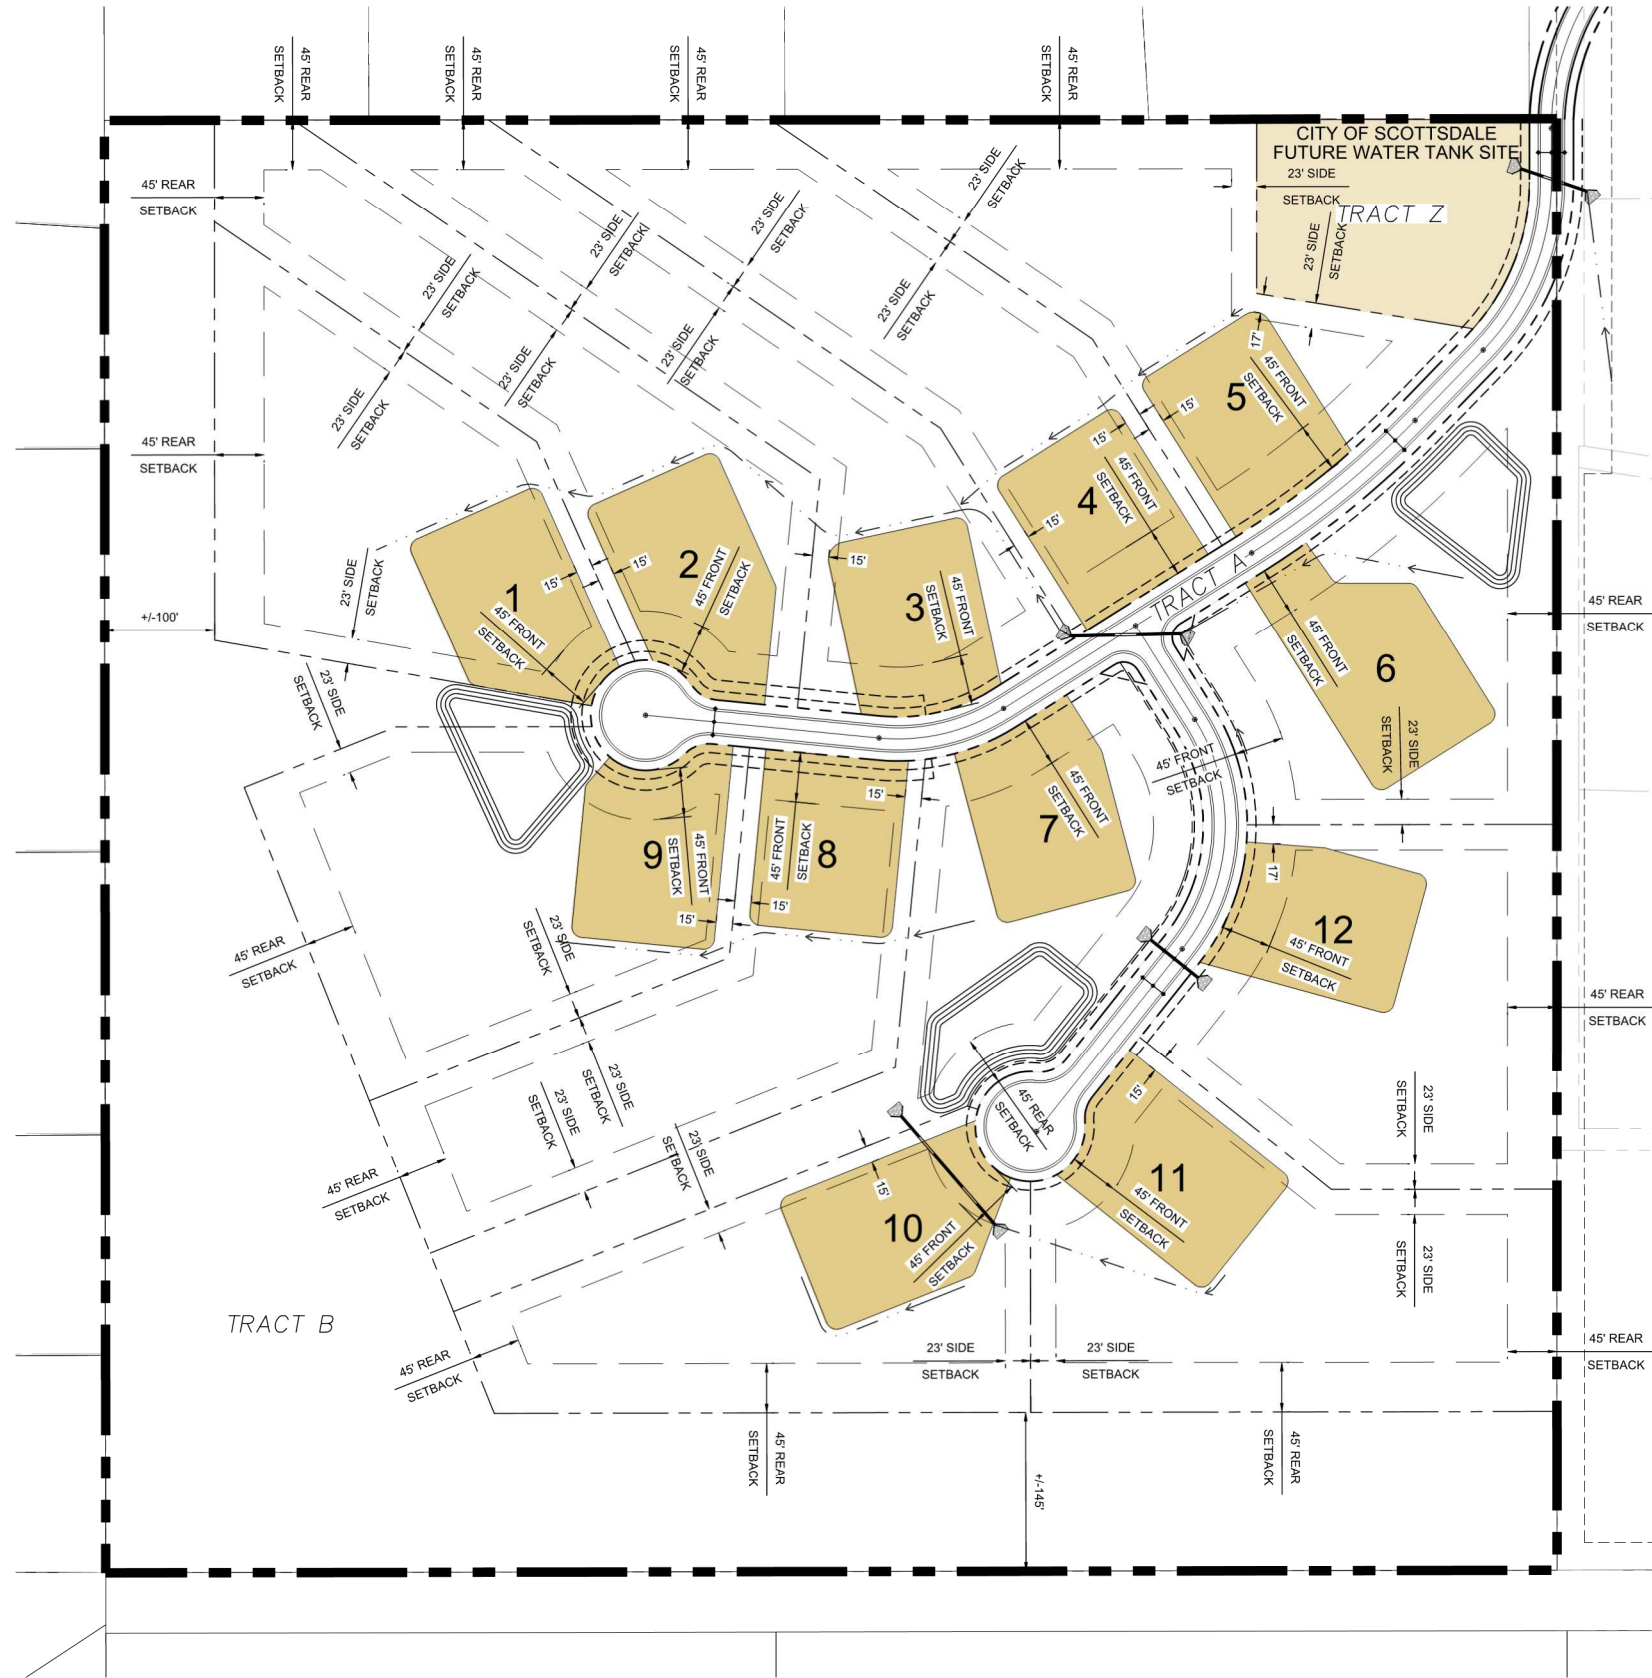 45' REAR
SETBACK
45' REAR
SETBACK
45' REAR
SETBACK
45' REAR
SETBACK
CITY OF SCOTTSDALE
FUTURE WATER TANK SITE
23' SIDE
SETBACK
TRACT Z
23' SIDE
SETBACK
45' REAR
SETBACK
23' SIDE
SETBACK
23' SIDE
SETBACK
23' SIDE
SETBACK
23' SIDE
SETBACK
23' SIDE
SETBACK
23' SIDE
SETBACK
23' SIDE
SETBACK
23' SIDE
SETBACK
45' REAR
SETBACK
17'
5
45' FRONT
SETBACK
15'
15'
4
45' FRONT
SETBACK
15'
1
15'
45' FRONT
SETBACK
2
15'
45' FRONT
SETBACK
15'
3
45' FRONT
SETBACK
TRACT A
23' SIDE
SETBACK
+/-100'
45' REAR
SETBACK
6
45' FRONT
SETBACK
23' SIDE
SETBACK
23' SIDE
SETBACK
45' FRONT
SETBACK
7
45' FRONT
SETBACK
15'
8
45' FRONT
SETBACK
15'
9
45' FRONT
SETBACK
15'
17'
12
45' FRONT
SETBACK
45' REAR
SETBACK
23' SIDE
SETBACK
45' REAR
SETBACK
23' SIDE
SETBACK
23' SIDE
SETBACK
45' REAR
SETBACK
15'
11
45' FRONT
SETBACK
23' SIDE
SETBACK
23' SIDE
SETBACK
45' REAR
SETBACK
23' SIDE
SETBACK
15'
10
45' FRONT
SETBACK
TRACT B
45' REAR
SETBACK
23' SIDE
SETBACK
23' SIDE
SETBACK
45' REAR
SETBACK
45' REAR
SETBACK
+/-145'
45' REAR
SETBACK